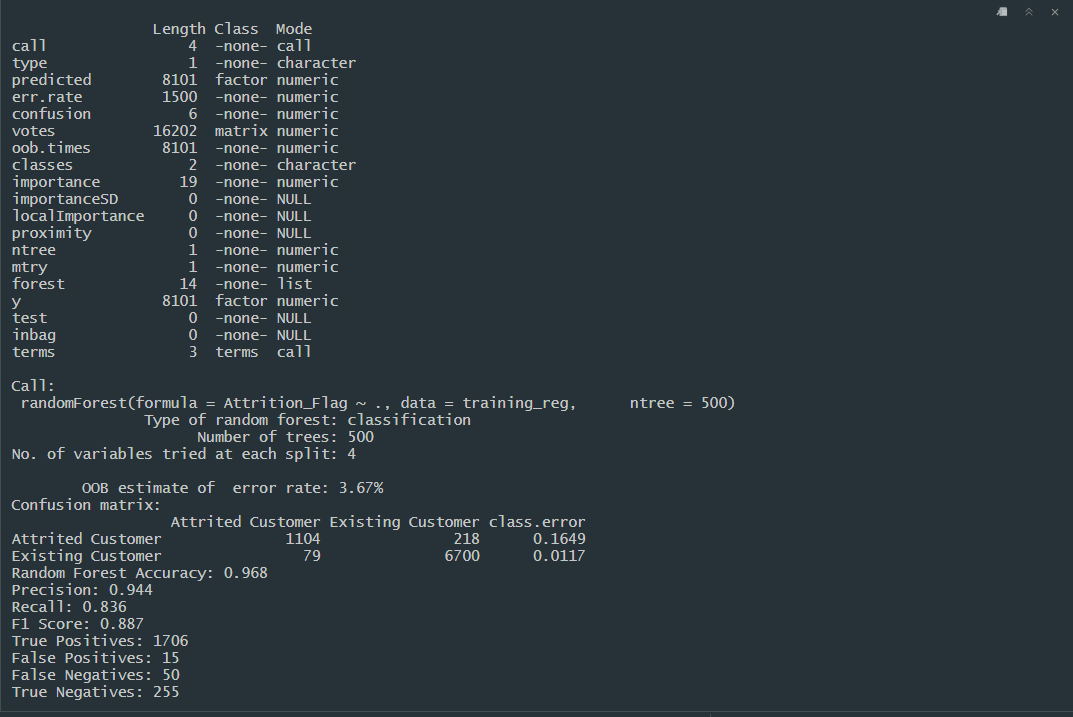 Length Class  Mode
call                4  -none- call
type                1  -none- character
predicted        8101  factor numeric
err.rate         1500  -none- numeric
confusion           6  -none- numeric
votes           16202  matrix numeric
oob.times        8101  -none- numeric
classes             2  -none- character
importance         19  -none- numeric
importanceSD        0  -none- NULL
localImportance     0  -none- NULL
proximity           0  -none- NULL
ntree               1  -none- numeric
mtry                1  -none- numeric
forest             14  -none- list
y                8101  factor numeric
test                0  -none- NULL
inbag               0  -none- NULL
terms               3  terms  call

Call:
 randomForest(formula = Attrition_Flag ~ ., data = training_reg,      ntree = 500)
               Type of random forest: classification
                     Number of trees: 500
No. of variables tried at each split: 4

        OOB estimate of  error rate: 3.67%
Confusion matrix:
                  Attrited Customer Existing Customer class.error
Attrited Customer              1104               218      0.1649
Existing Customer                79              6700      0.0117
Random Forest Accuracy: 0.968
Precision: 0.944
Recall: 0.836
F1 Score: 0.887
True Positives: 1706
False Positives: 15
False Negatives: 50
True Negatives: 255